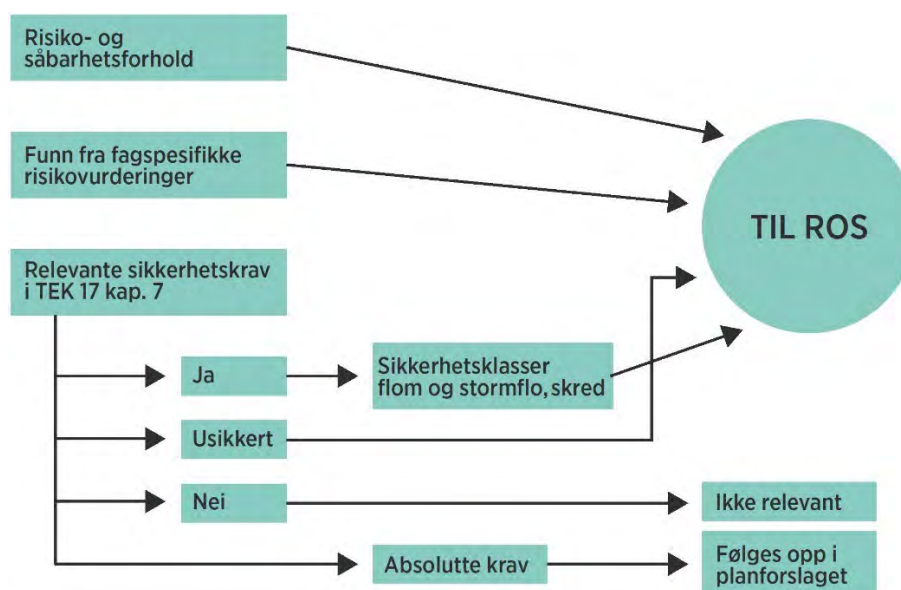 Risiko- og
såbarhetsforhold
Funn fra fagspesifikke
risikovurderinger
TIL ROS
Relevante sikkerhetskrav
i TEK 17 kap. 7
Ja
Sikkerhetsklasser
flom og stormflo, skred
Usikkert
Nei
Ikke relevant
Absolutte krav
Følges opp i
planforslaget